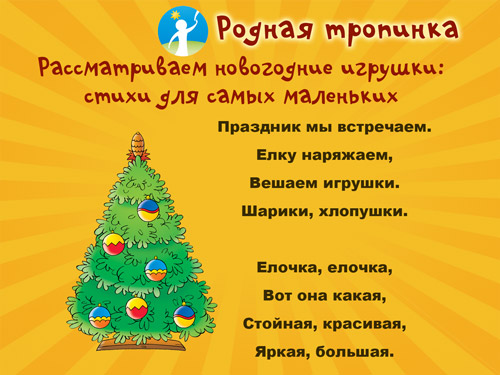 Родная тропинка
Рассматриваем новогодние игрушки:
стихи для самых маленьких
Праздник мы встречаем.
Елку наряжаем,
Вешаем игрушки.
Шарики, хлопушки.
Елочка, елочка,
Вот она какая,
Стойная, красивая,
Яркая, большая.